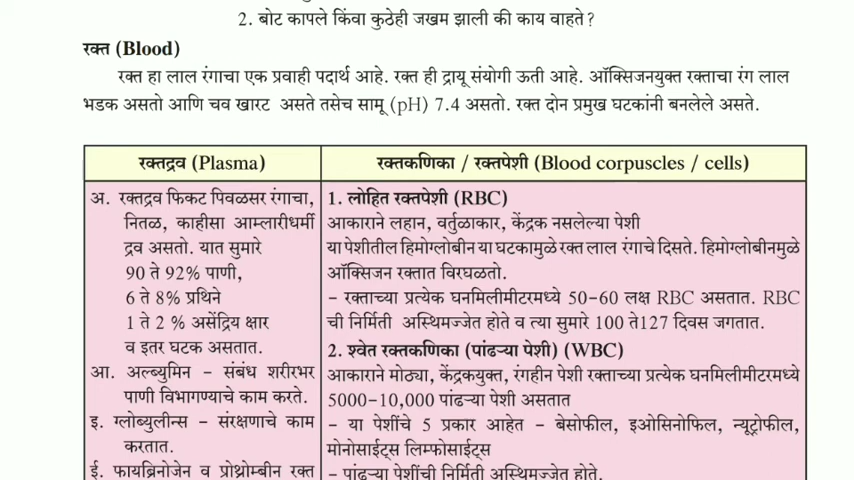 2. बोट कापले किंवा कुठेही जखम झाली की काय वाहते ?
रक्त (Blood)
रक्त हा लाल रंगाचा एक प्रवाही पदार्थ आहे. रक्त ही द्रायू संयोगी ऊती आहे. ऑक्सिजनयुक्त रक्ताचा रंग लाल
भडक असतो आणि चव खारट असते तसेच सामू (pH) 7.4 असतो. रक्त दोन प्रमुख घटकांनी बनलेले असते.
रक्तद्रव (Plasma)
अ. रक्तद्रव फिकट पिवळसर रंगाचा,
नितळ, काहीसा आम्लारीधर्मी
द्रव असतो. यात सुमारे
90 ते 92% पाणी,
6 ते 8% प्रथिने
1 ते 2 % असेंद्रिय क्षार
व इतर घटक असतात.
आ. अल्ब्युमिन - संबंध शरीरभर
पाणी विभागण्याचे काम करते.
इ. ग्लोब्युलीन्स - संरक्षणाचे काम
करतात.
ई. फायब्रिनोजेन व प्रोथ्रोम्बीन रक्त
रक्तकणिका / रक्तपेशी (Blood corpuscles / cells)
1. लोहित रक्तपेशी (RBC)
आकाराने लहान, वर्तुळाकार, केंद्रक नसलेल्या पेशी
या पेशीतील हिमोग्लोबीन या घटकामुळे रक्त लाल रंगाचे दिसते. हिमोग्लोबीनमुळे
ऑक्सिजन रक्तात विरघळतो.
- रक्ताच्या प्रत्येक घनमिलीमीटरमध्ये 50-60 लक्ष RBC असतात. RBC
ची निर्मिती अस्थिमज्जेत होते व त्या सुमारे 100 ते127 दिवस जगतात.
2. श्वेत रक्तकणिका (पांढऱ्या पेशी) (WBC)
आकाराने मोठ्या, केंद्रकयुक्त, रंगहीन पेशी रक्ताच्या प्रत्येक घनमिलीमीटरमध्ये
5000-10,000 पांढऱ्या पेशी असतात
- या पेशींचे 5 प्रकार आहेत - बेसोफील, इओसिनोफिल, न्यूट्रोफील,
मोनोसाईट्स लिम्फोसाईट्स
- पांढऱ्या पेशींची निर्मिती अस्थिमज्जेत होते.